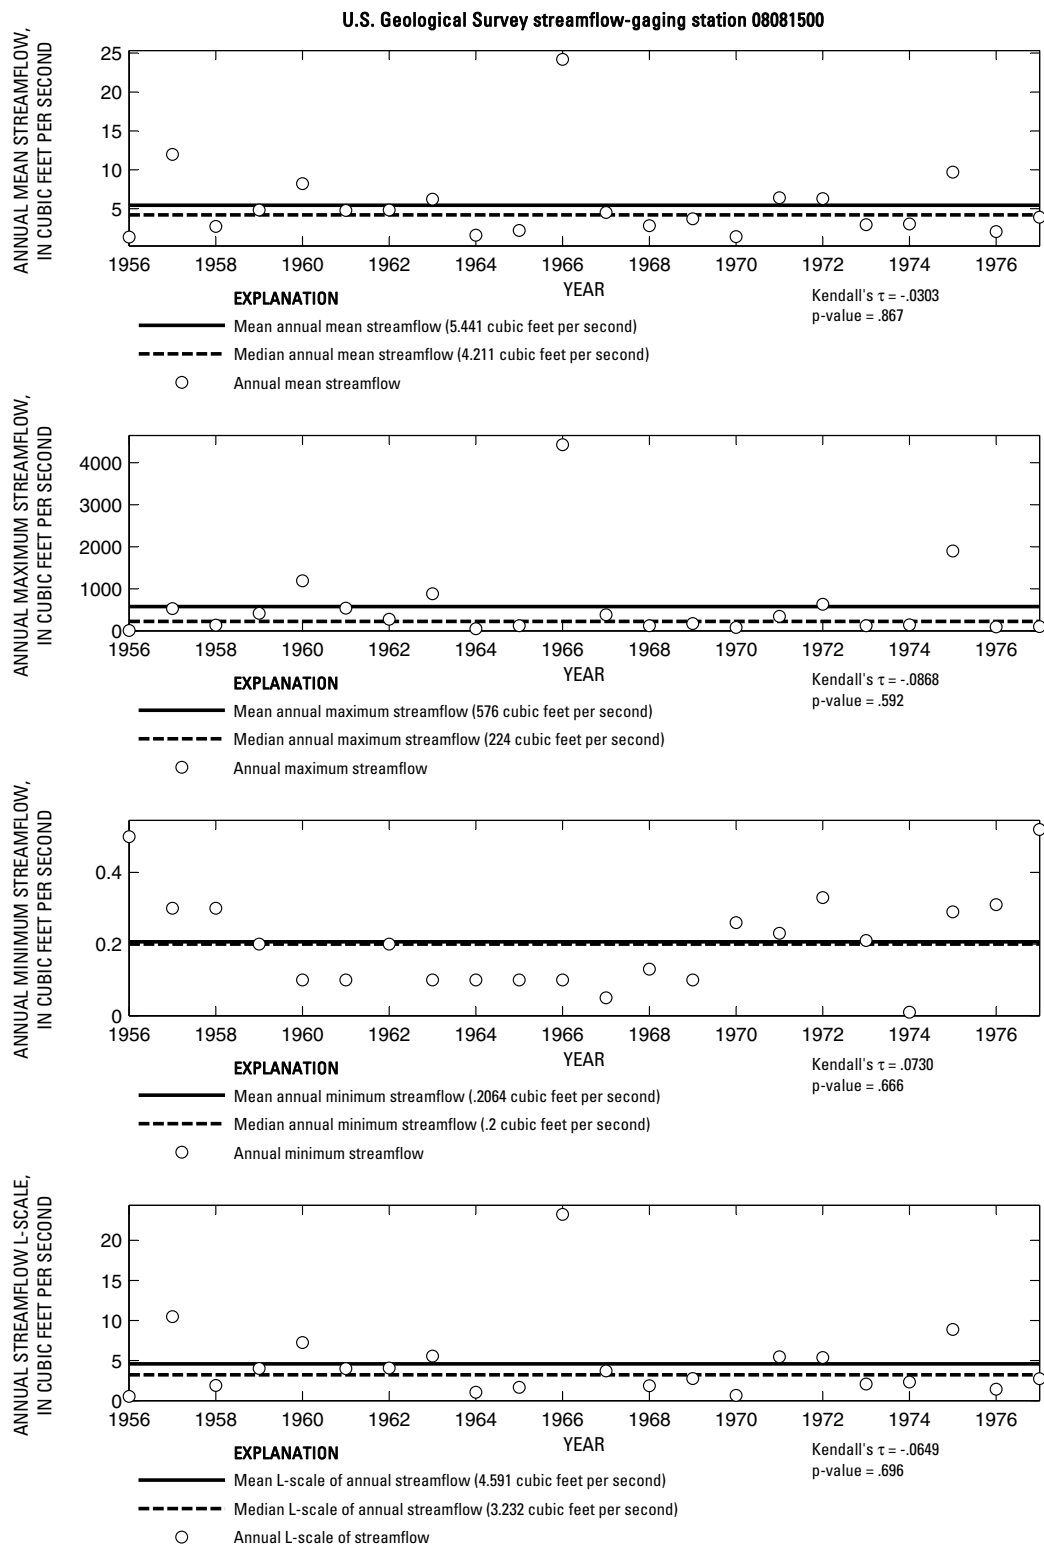 U.S. Geological Survey streamflow-gaging station 08081500
ANNUAL MEAN STREAMFLOW,
IN CUBIC FEET PER SECOND
25
20
15
10
5
1956 1958 1960 1962 1964 1966 1968 1970 1972 1974 1976
YEAR
EXPLANATION
Mean annual mean streamflow (5.441 cubic feet per second)
Median annual mean streamflow (4.211 cubic feet per second)
Annual mean streamflow
Kendall's τ = -.0303
p-value = .867
ANNUAL MAXIMUM STREAMFLOW,
IN CUBIC FEET PER SECOND
4000
3000
2000
1000
0
1956 1958 1960 1962 1964 1966 1968 1970 1972 1974 1976
YEAR
EXPLANATION
Mean annual maximum streamflow (576 cubic feet per second)
Median annual maximum streamflow (224 cubic feet per second)
Annual maximum streamflow
Kendall's τ = -.0868
p-value = .592
ANNUAL MINIMUM STREAMFLOW,
IN CUBIC FEET PER SECOND
0.4
0.2
0
1956 1958 1960 1962 1964 1966 1968 1970 1972 1974 1976
YEAR
EXPLANATION
Mean annual minimum streamflow (.2064 cubic feet per second)
Median annual minimum streamflow (.2 cubic feet per second)
Annual minimum streamflow
Kendall's τ = .0730
p-value = .666
ANNUAL STREAMFLOW L-SCALE,
IN CUBIC FEET PER SECOND
20
15
10
5
0
1956 1958 1960 1962 1964 1966 1968 1970 1972 1974 1976
YEAR
EXPLANATION
Mean L-scale of annual streamflow (4.591 cubic feet per second)
Median L-scale of annual streamflow (3.232 cubic feet per second)
Annual L-scale of streamflow
Kendall's τ = -.0649
p-value = .696